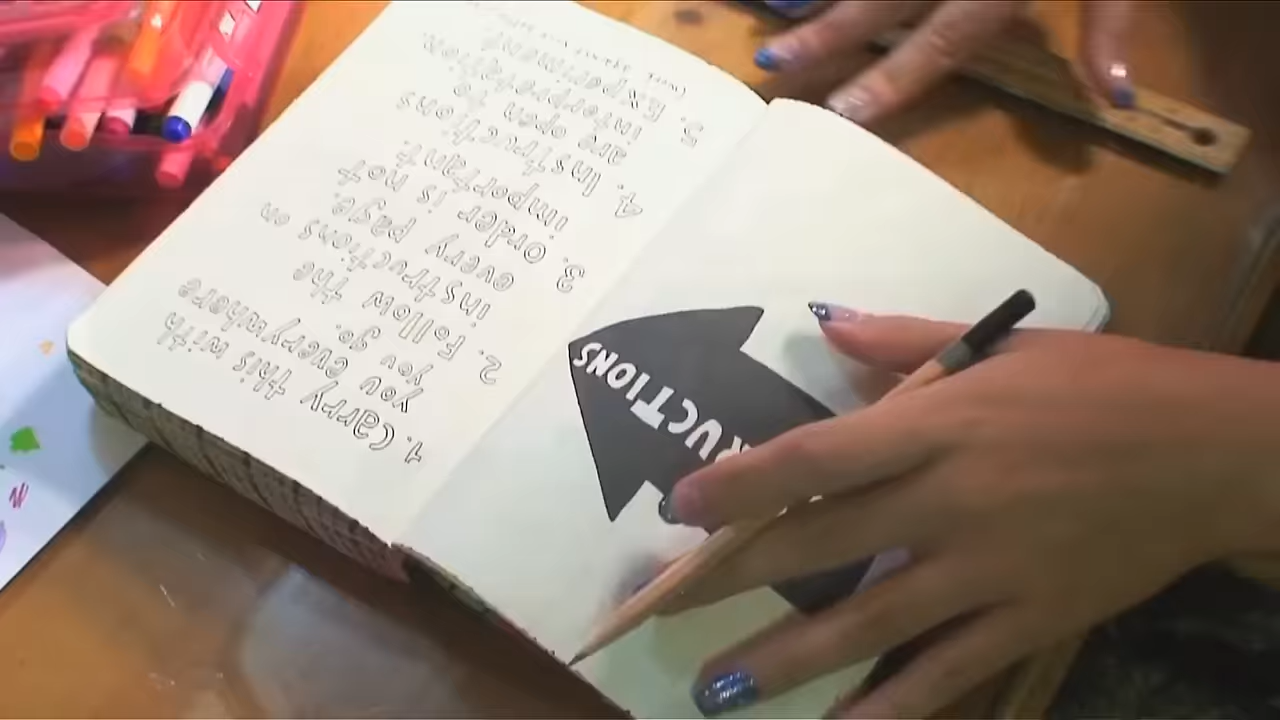 1. Carry this with
you everywhere
you go.
2. Follow the
instructions on
every page.
3. Order is not
important.
4. Instructions
are open to
interpretation.
5. Experiment.
RUCTIONS